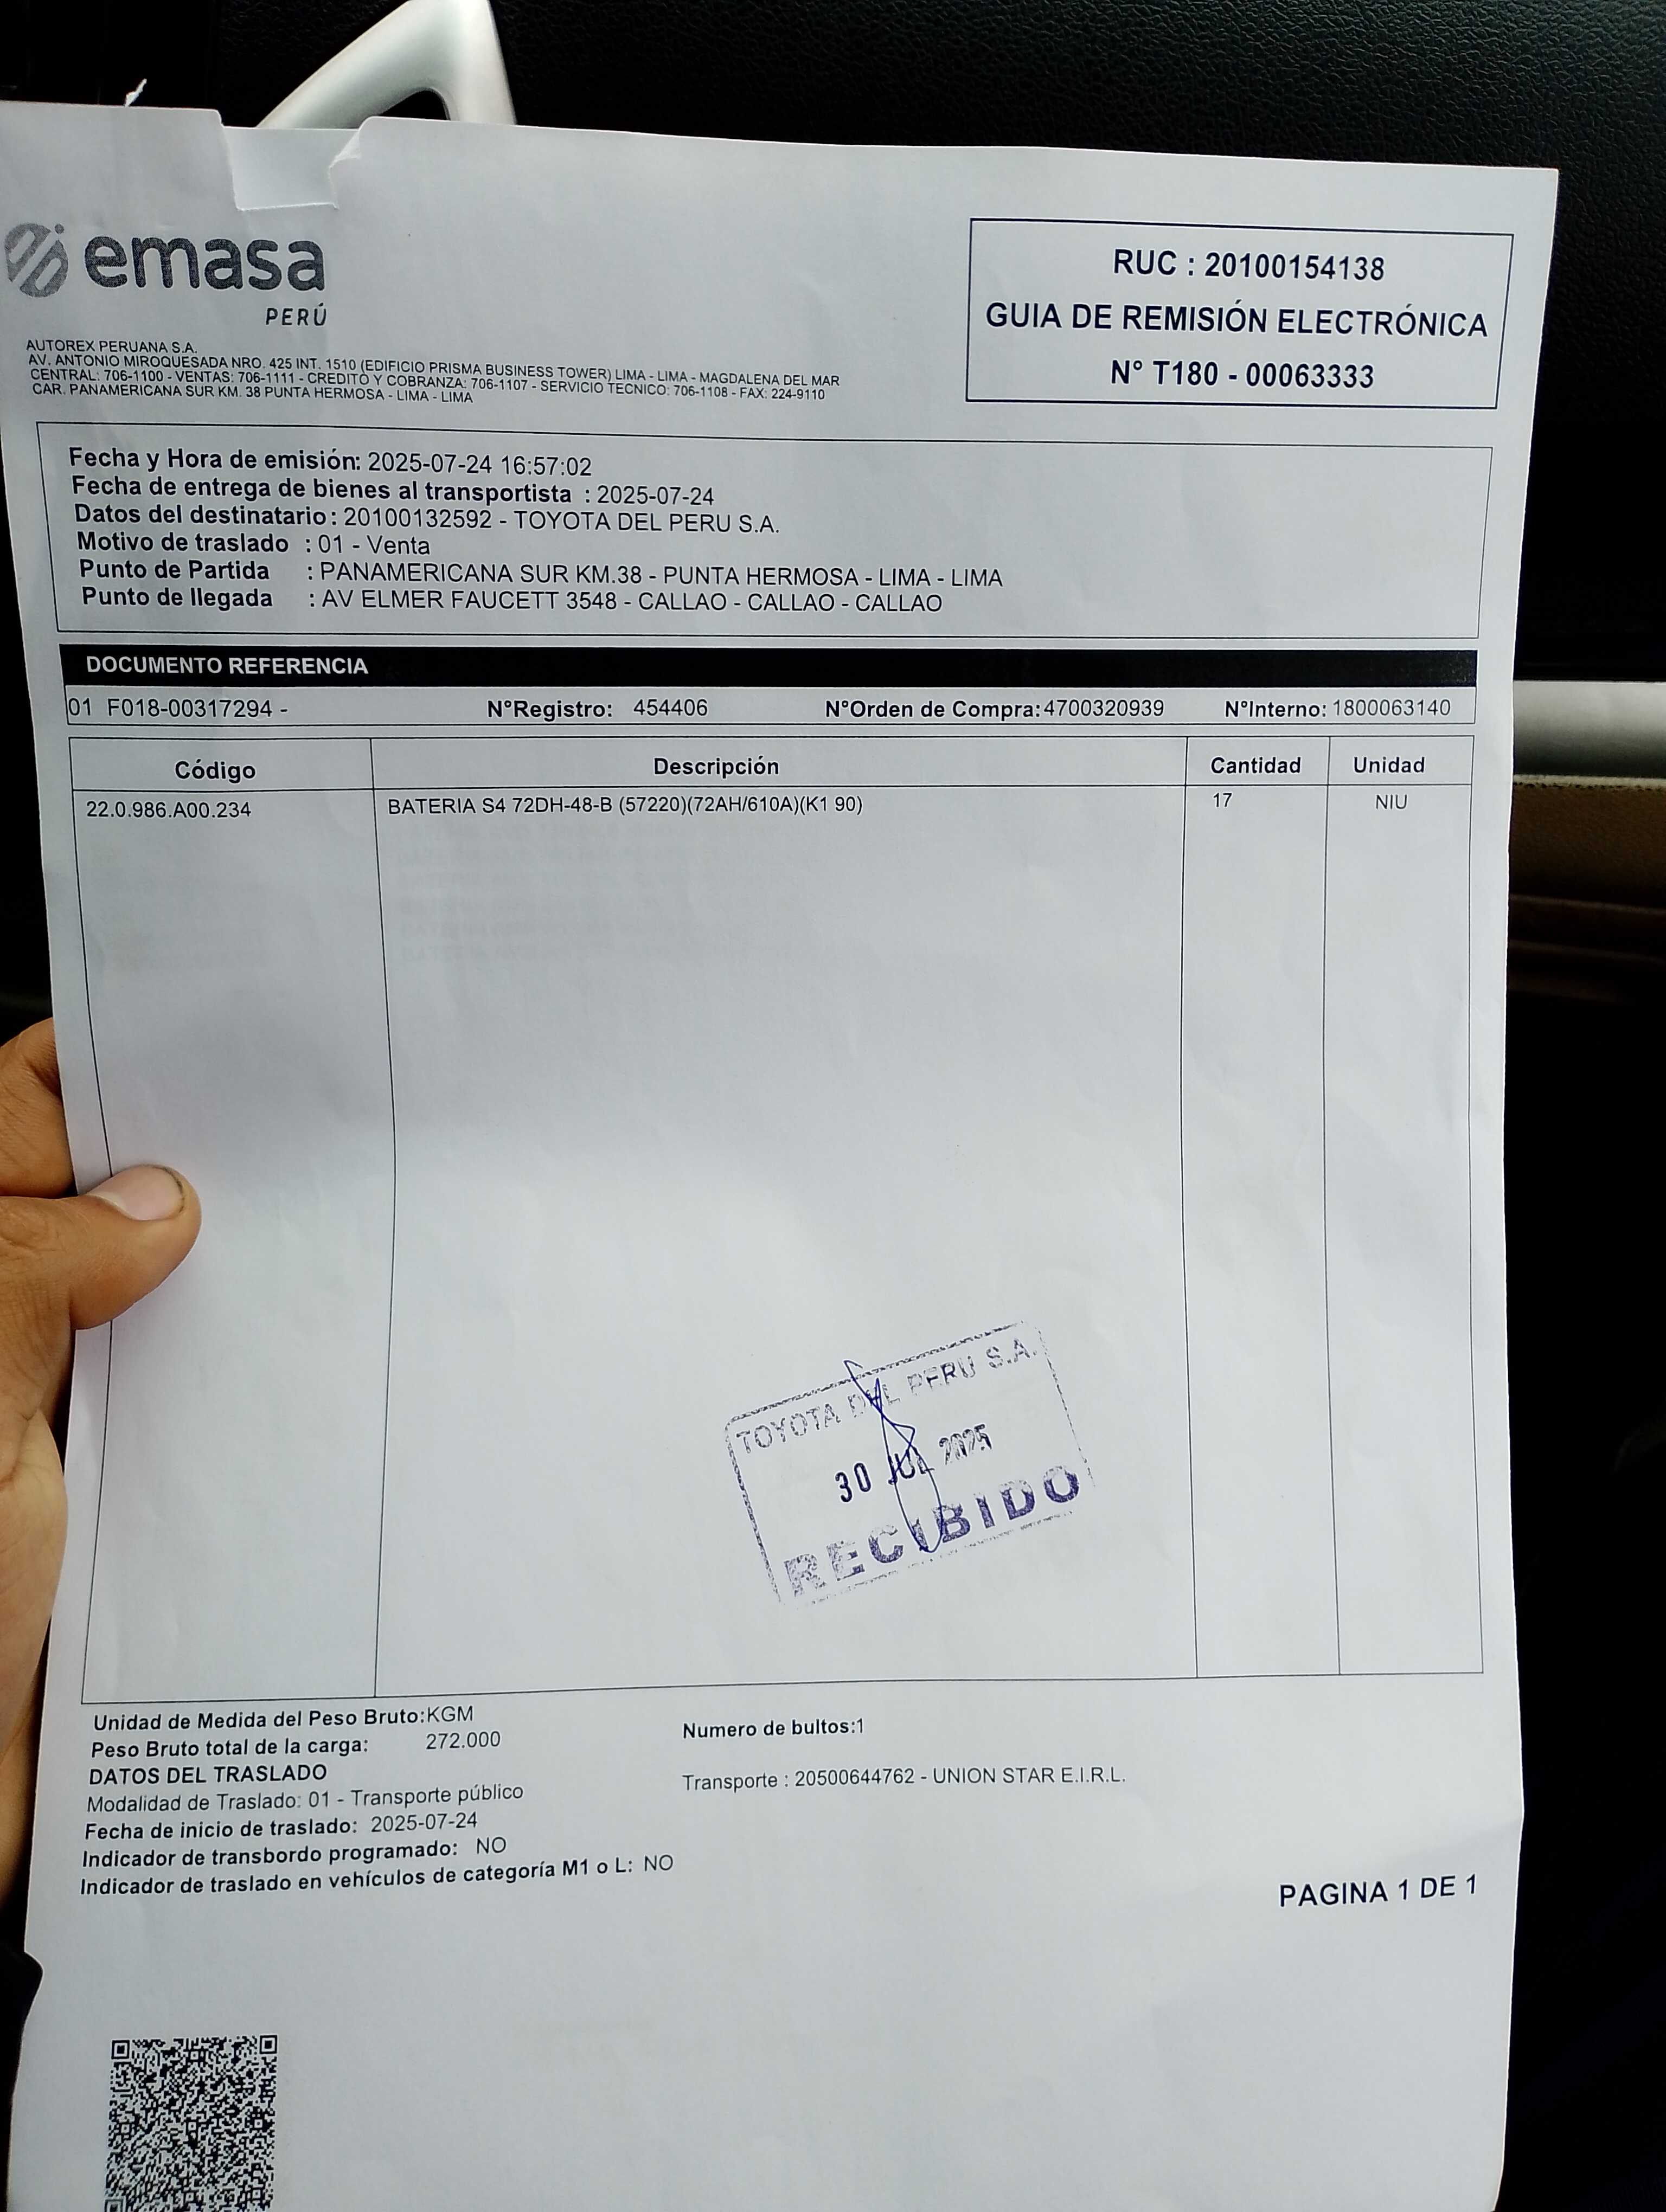 emasa
PERÚ
RUC : 20100154138
GUIA DE REMISIÓN ELECTRÓNICA
N° T180 - 00063333
AUTOREX PERUANA S.A.
AV. ANTONIO MIROQUESADA NRO. 425 INT. 1510 (EDIFICIO PRISMA BUSINESS TOWER) LIMA - LIMA - MAGDALENA DEL MAR
CENTRAL: 706-1100 - VENTAS: 706-1111 - CREDITO Y COBRANZA: 706-1107 - SERVICIO TECNICO: 706-1108 - FAX: 224-9110
CAR. PANAMERICANA SUR KM. 38 PUNTA HERMOSA - LIMA - LIMA
Fecha y Hora de emisión: 2025-07-24 16:57:02
Fecha de entrega de bienes al transportista : 2025-07-24
Datos del destinatario: 20100132592 - TOYOTA DEL PERU S.A.
Motivo de traslado : 01 - Venta
Punto de Partida : PANAMERICANA SUR KM.38 - PUNTA HERMOSA - LIMA - LIMA
Punto de llegada : AV ELMER FAUCETT 3548 - CALLAO - CALLAO - CALLAO
DOCUMENTO REFERENCIA
01 F018-00317294 - N°Registro: 454406 N°Orden de Compra:4700320939 N°Interno: 1800063140
Código Descripción Cantidad Unidad
22.0.986.A00.234 BATERIA S4 72DH-48-B (57220)(72AH/610A)(K1 90) 17 NIU
TOYOTA DEL PERU S.A.
30 JUL 2025
RECIBIDO
Unidad de Medida del Peso Bruto:KGM
Peso Bruto total de la carga: 272.000
Numero de bultos:1
DATOS DEL TRASLADO
Modalidad de Traslado: 01 - Transporte público
Transporte : 20500644762 - UNION STAR E.I.R.L.
Fecha de inicio de traslado: 2025-07-24
Indicador de transbordo programado: NO
Indicador de traslado en vehículos de categoría M1 o L: NO
PAGINA 1 DE 1